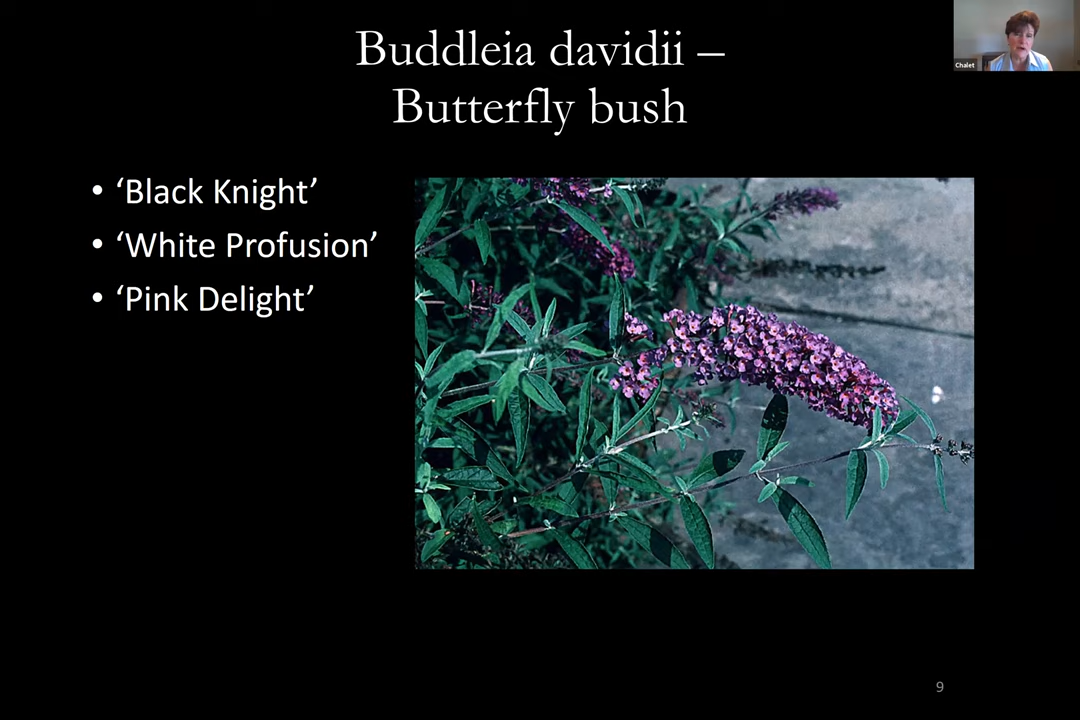 Buddleia davidii –
Butterfly bush
• ‘Black Knight’
• ‘White Profusion’
• ‘Pink Delight’
Chalet
9